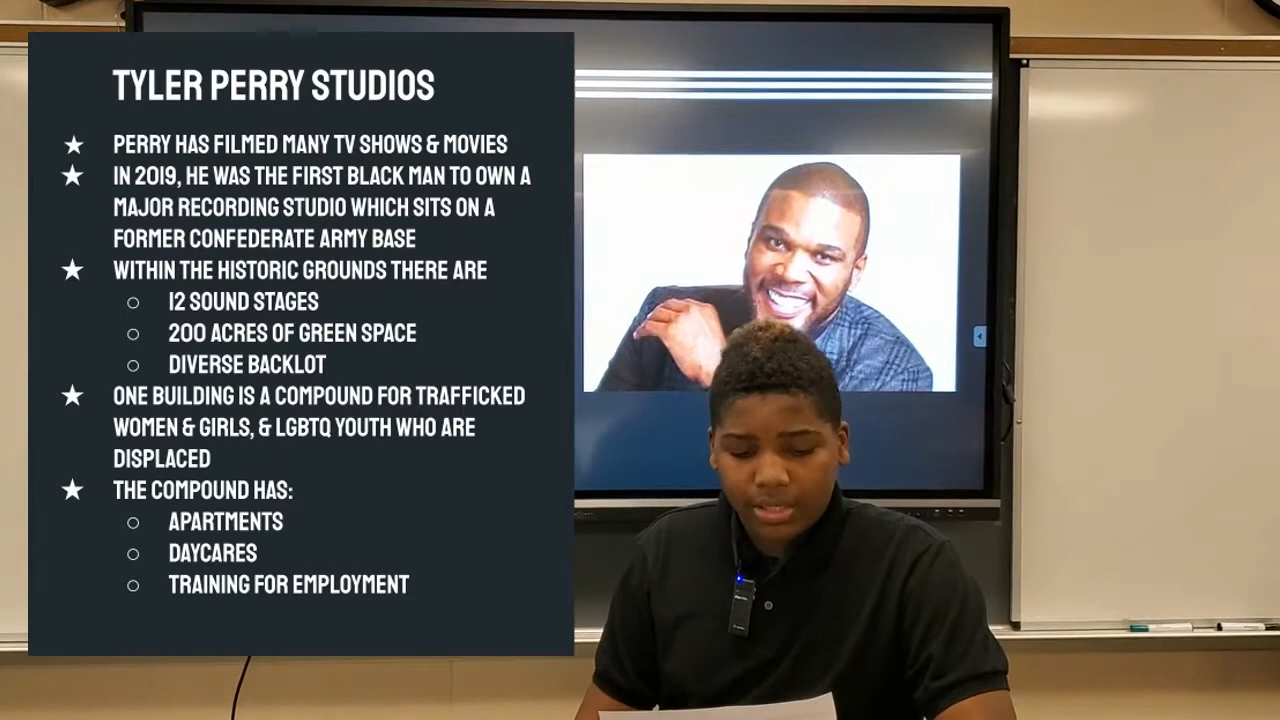 TYLER PERRY STUDIOS
★ PERRY HAS FILMED MANY TV SHOWS & MOVIES
★ IN 2019, HE WAS THE FIRST BLACK MAN TO OWN A
MAJOR RECORDING STUDIO WHICH SITS ON A
FORMER CONFEDERATE ARMY BASE
★ WITHIN THE HISTORIC GROUNDS THERE ARE
○ 12 SOUND STAGES
○ 200 ACRES OF GREEN SPACE
○ DIVERSE BACKLOT
★ ONE BUILDING IS A COMPOUND FOR TRAFFICKED
WOMEN & GIRLS, & LGBTQ YOUTH WHO ARE
DISPLACED
★ THE COMPOUND HAS:
○ APARTMENTS
○ DAYCARES
○ TRAINING FOR EMPLOYMENT